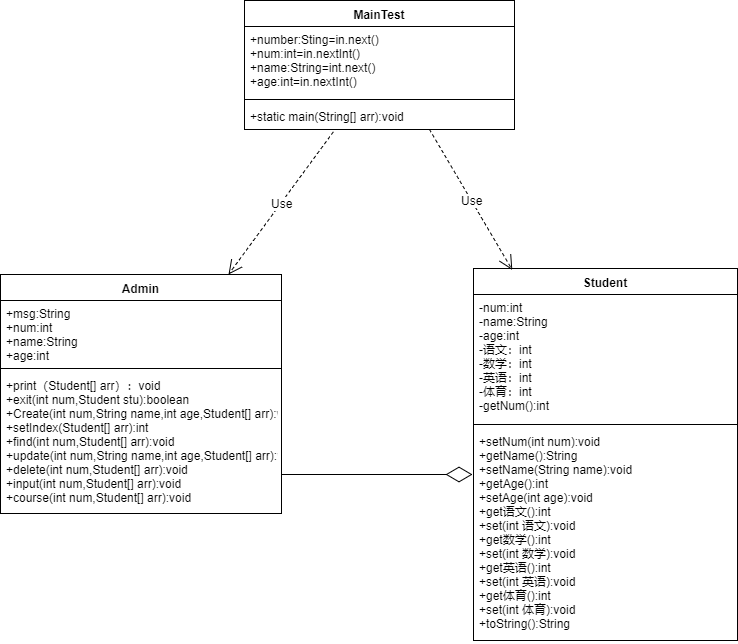 MainTest
+number:Sting=in.next()
+num:int=in.nextInt()
+name:String=int.next()
+age:int=in.nextInt()
+static main(String[] arr):void
Use
Use
Admin
+msg:String
+num:int
+name:String
+age:int
+print（Student[] arr）：void
+exit(int num,Student stu):boolean
+Create(int num,String name,int age,Student[] arr):
+setIndex(Student[] arr):int
+find(int num,Student[] arr):void
+update(int num,String name,int age,Student[] arr):
+delete(int num,Student[] arr):void
+input(int num,Student[] arr):void
+course(int num,Student[] arr):void
Student
-num:int
-name:String
-age:int
-语文：int
-数学：int
-英语：int
-体育：int
-getNum():int
+setNum(int num):void
+getName():String
+setName(String name):void
+getAge():int
+setAge(int age):void
+get语文():int
+set(int 语文):void
+get数学():int
+set(int 数学):void
+get英语():int
+set(int 英语):void
+get体育():int
+set(int 体育):void
+toString():String